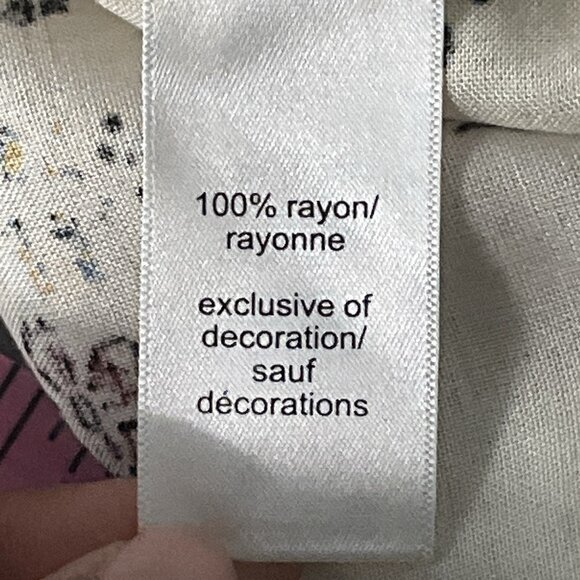 100% rayon/
rayonne
exclusive of
decoration/
sauf
décorations